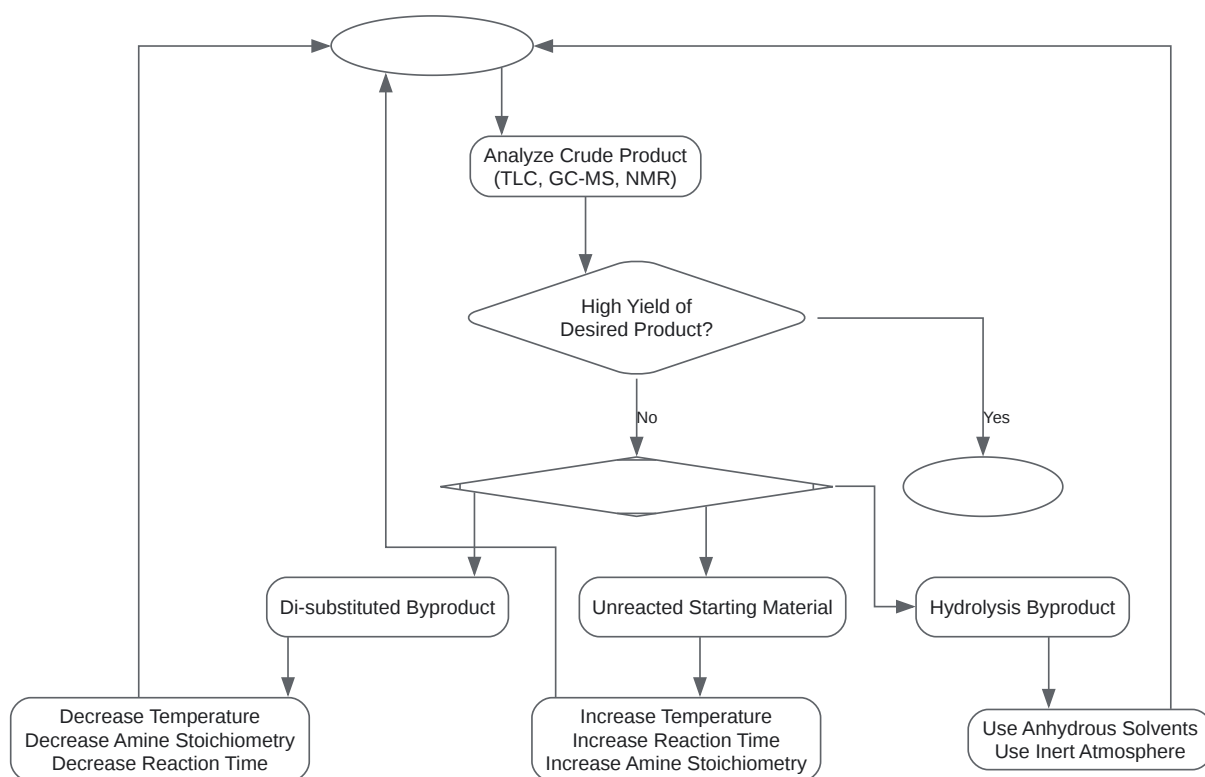 Analyze Crude Product
(TLC, GC-MS, NMR)
High Yield of
Desired Product?
No
Yes
Di-substituted Byproduct
Unreacted Starting Material
Hydrolysis Byproduct
Decrease Temperature
Decrease Amine Stoichiometry
Decrease Reaction Time
Increase Temperature
Increase Reaction Time
Increase Amine Stoichiometry
Use Anhydrous Solvents
Use Inert Atmosphere